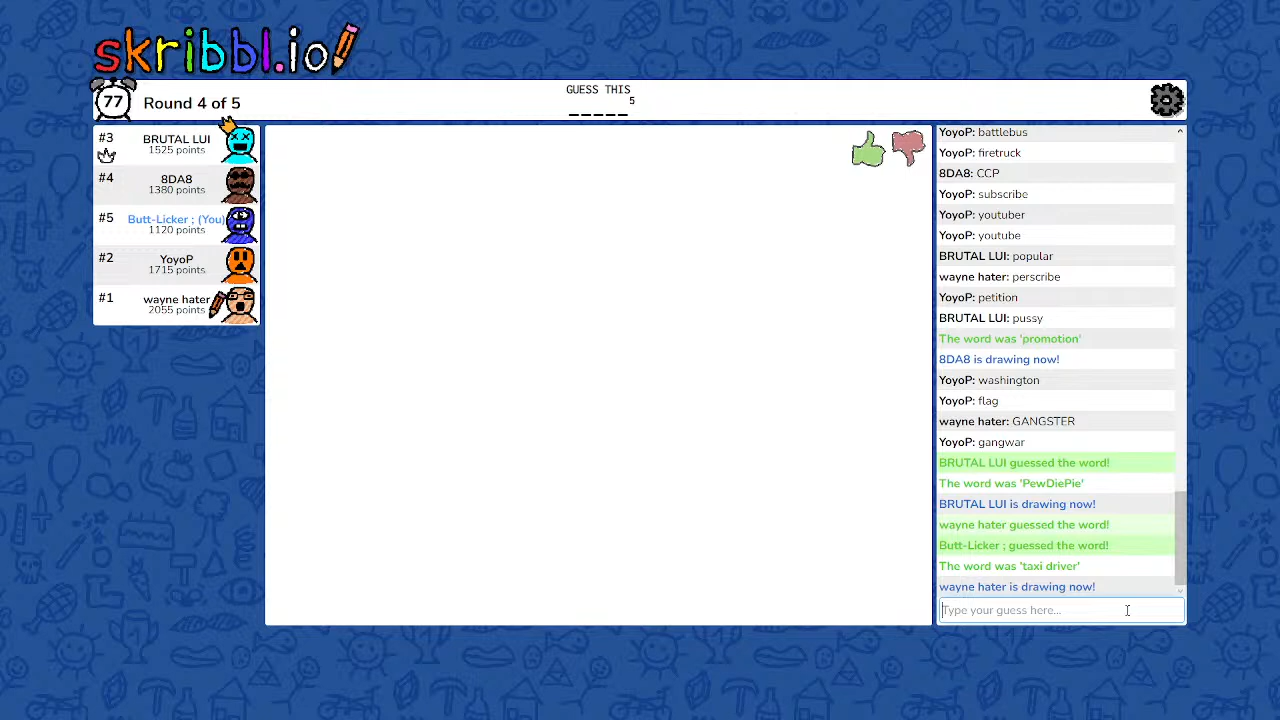 skribbl.io
77
Round 4 of 5
GUESS THIS
_____ 5
#3 BRUTAL LUI
1525 points
#4 8DA8
1380 points
#5 Butt-Licker ; (You)
1120 points
#2 YoyoP
1715 points
#1 wayne hater
2055 points
YoyoP: battlebus
YoyoP: firetruck
8DA8: CCP
YoyoP: subscribe
YoyoP: youtuber
YoyoP: youtube
BRUTAL LUI: popular
wayne hater: perscribe
YoyoP: petition
BRUTAL LUI: pussy
The word was 'promotion'
8DA8 is drawing now!
YoyoP: washington
YoyoP: flag
wayne hater: GANGSTER
YoyoP: gangwar
BRUTAL LUI guessed the word!
The word was 'PewDiePie'
BRUTAL LUI is drawing now!
wayne hater guessed the word!
Butt-Licker ; guessed the word!
The word was 'taxi driver'
wayne hater is drawing now!
Type your guess here...